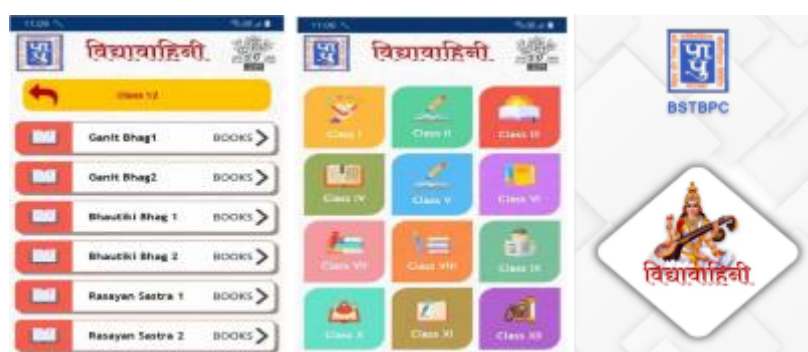 11:09
विद्यावाहिनी
Class 12
Ganit Bhag1 BOOKS
Ganit Bhag2 BOOKS
Bhautiki Bhag 1 BOOKS
Bhautiki Bhag 2 BOOKS
Rasayan Sastra 1 BOOKS
Rasayan Sastra 2 BOOKS
विद्यावाहिनी
Class I Class II Class III
Class IV Class V Class VI
Class VII Class VIII Class IX
Class X Class XI Class XII
पा
पु
BSTBPC
विद्यावाहिनी